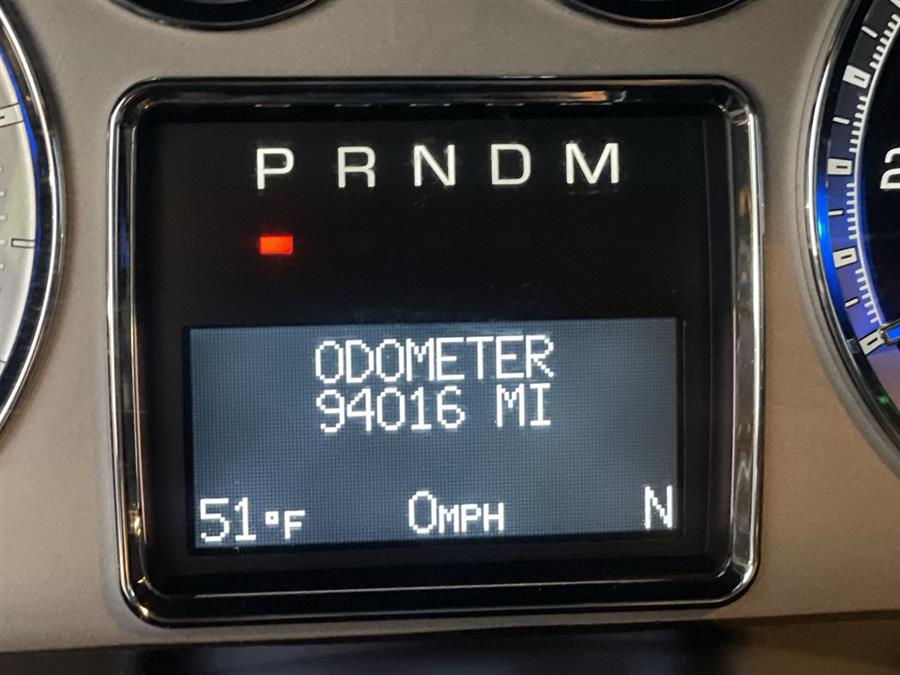 P R N D M
ODOMETER
94016 MI
51°F 0MPH N